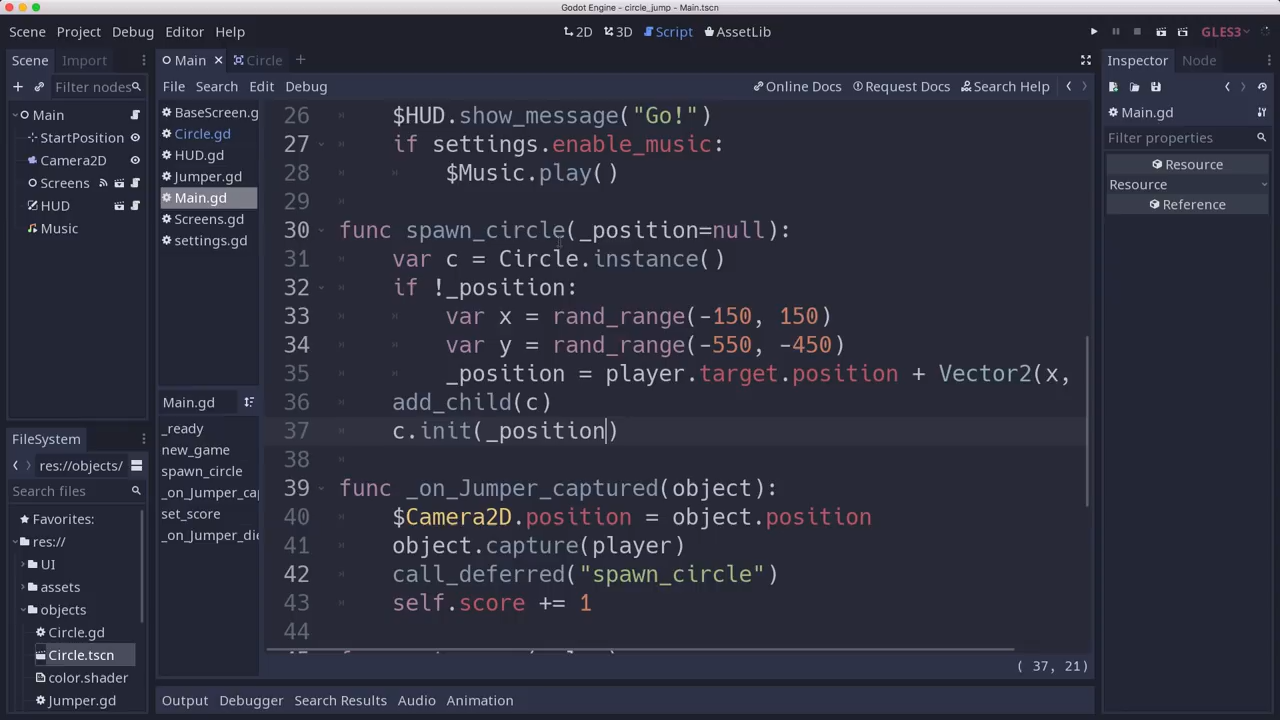 Godot Engine - circle_jump - Main.tscn
Scene Project Debug Editor Help
2D 3D Script AssetLib
GLES3
Scene Import
Filter nodes
Main
StartPosition
Camera2D
Screens
HUD
Music
Main Circle
File Search Edit Debug
Online Docs Request Docs Search Help
BaseScreen.g
Circle.gd
HUD.gd
Jumper.gd
Main.gd
Screens.gd
settings.gd
Main.gd
_ready
new_game
spawn_circle
_on_Jumper_ca
set_score
_on_Jumper_di
26 $HUD.show_message("Go!")
27 if settings.enable_music:
28 $Music.play()
29
30 func spawn_circle(_position=null):
31 var c = Circle.instance()
32 if !_position:
33 var x = rand_range(-150, 150)
34 var y = rand_range(-550, -450)
35 _position = player.target.position + Vector2(x,
36 add_child(c)
37 c.init(_position)
38
39 func _on_Jumper_captured(object):
40 $Camera2D.position = object.position
41 object.capture(player)
42 call_deferred("spawn_circle")
43 self.score += 1
44
( 37, 21)
Output Debugger Search Results Audio Animation
FileSystem
res://objects/
Search files
Favorites:
res://
UI
assets
objects
Circle.gd
Circle.tscn
color.shader
Jumper.gd
Inspector Node
Main.gd
Filter properties
Resource
Resource
Reference